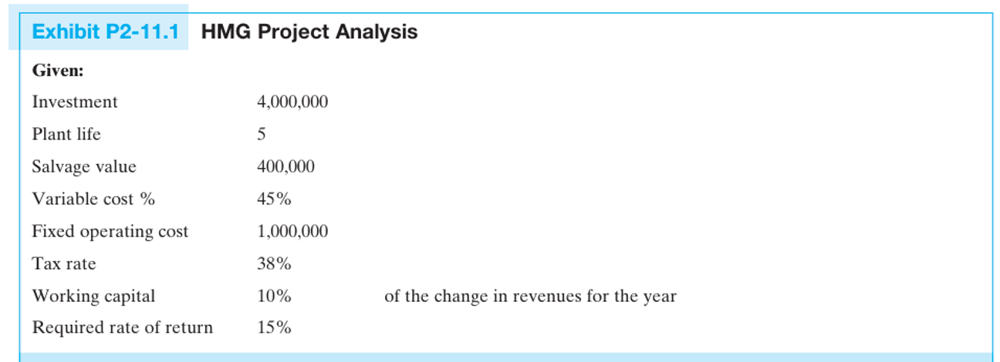 Exhibit P2-11.1 HMG Project Analysis
Given:
Investment 4,000,000
Plant life 5
Salvage value 400,000
Variable cost % 45%
Fixed operating cost 1,000,000
Tax rate 38%
Working capital 10% of the change in revenues for the year
Required rate of return 15%